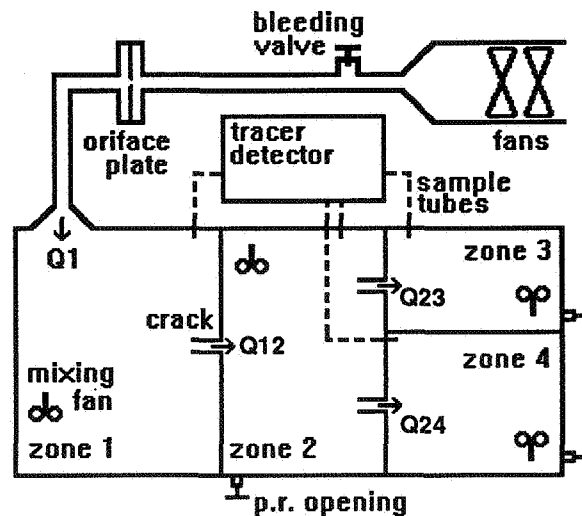 bleeding
valve
oriface
plate
tracer
detector
fans
sample
tubes
Q1
zone 3
Q23
crack
Q12
mixing
fan
zone 4
Q24
zone 1
zone 2
p.r. opening